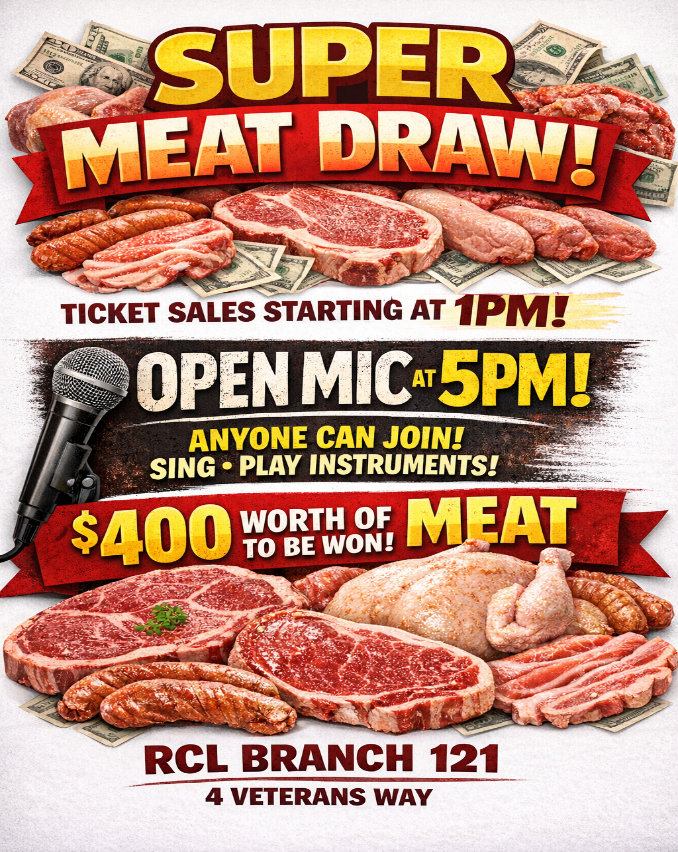 SUPER
MEAT DRAW!
TICKET SALES STARTING AT 1PM!
OPEN MIC AT 5PM!
ANYONE CAN JOIN!
SING • PLAY INSTRUMENTS!
$400 WORTH OF TO BE WON! MEAT
RCL BRANCH 121
4 VETERANS WAY